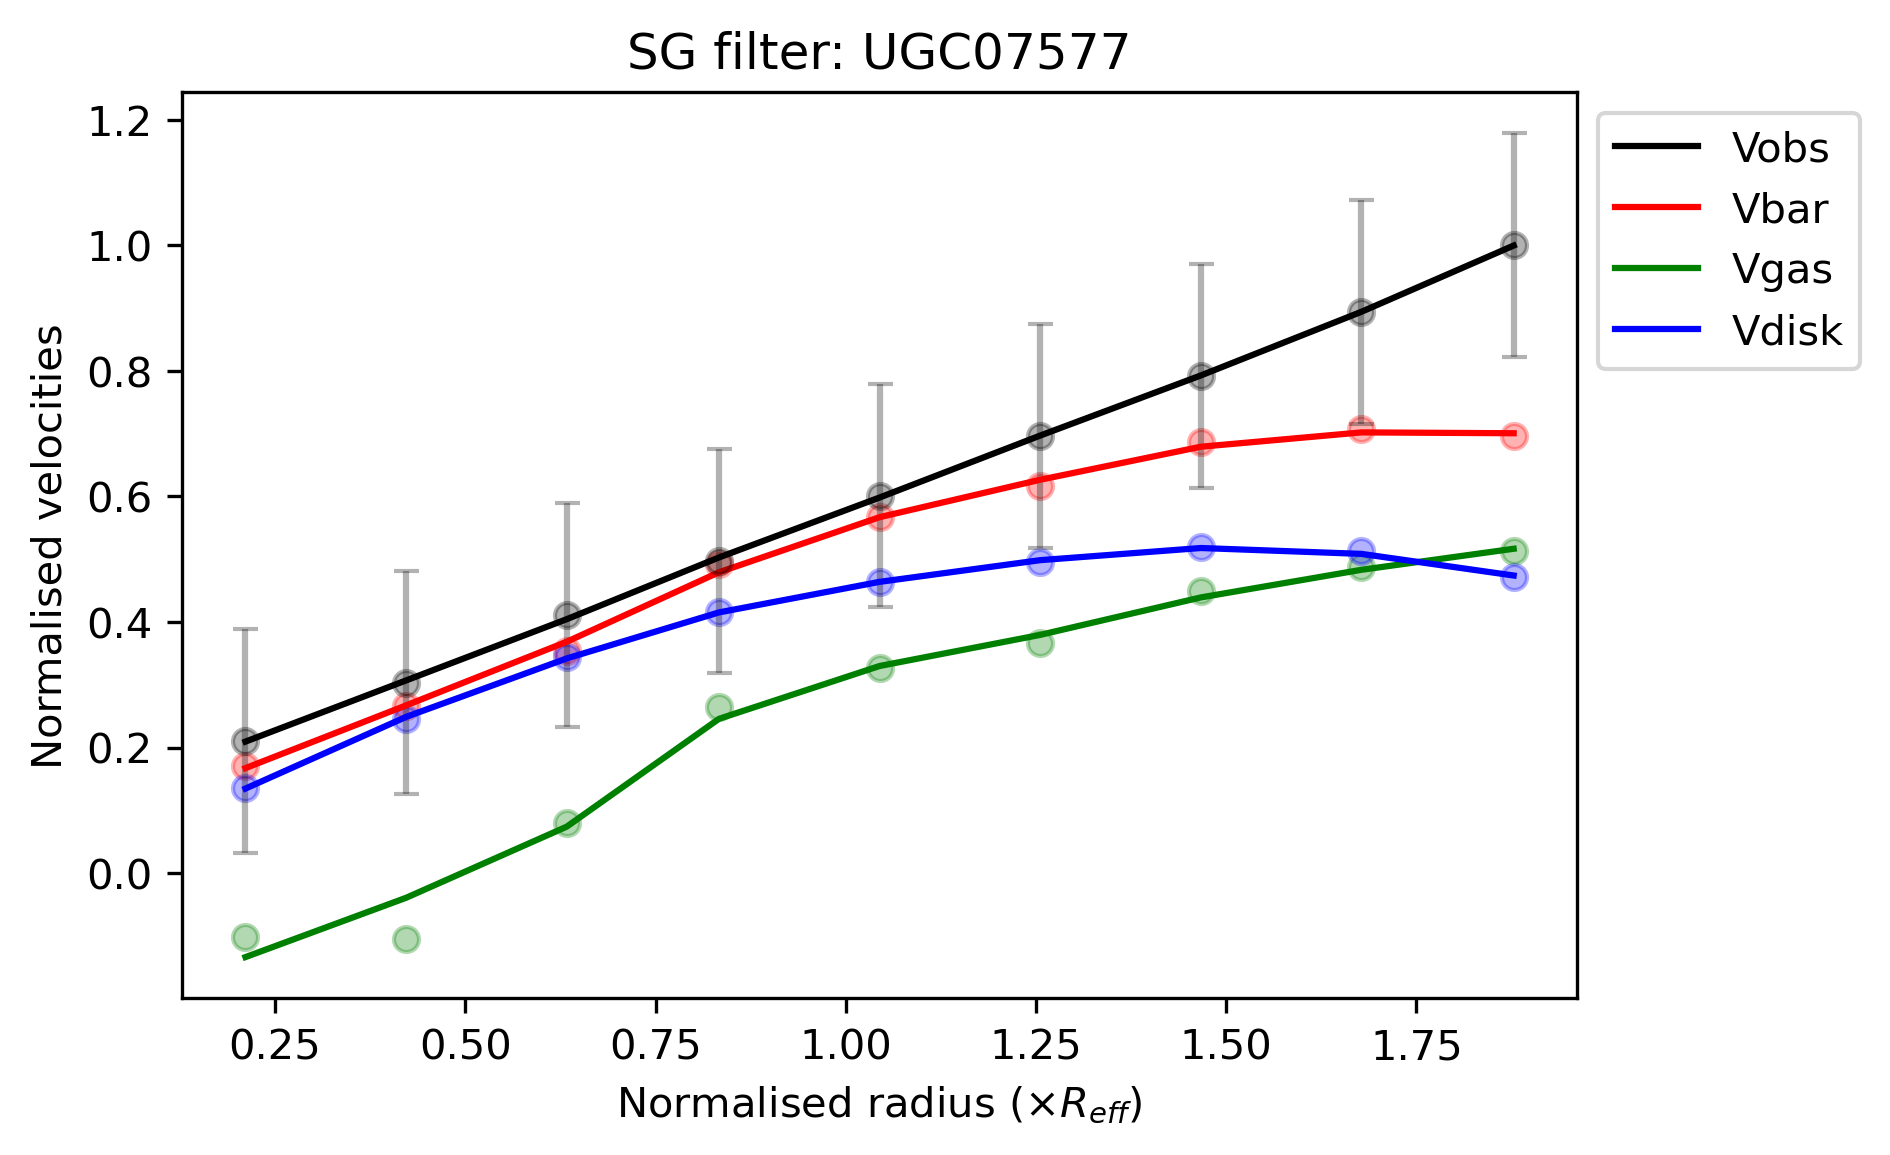 SG filter: UGC07577
1.2
1.0
0.8
0.6
0.4
0.2
0.0
Normalised velocities
0.25 0.50 0.75 1.00 1.25 1.50 1.75
Normalised radius (×R_eff)
Vobs
Vbar
Vgas
Vdisk